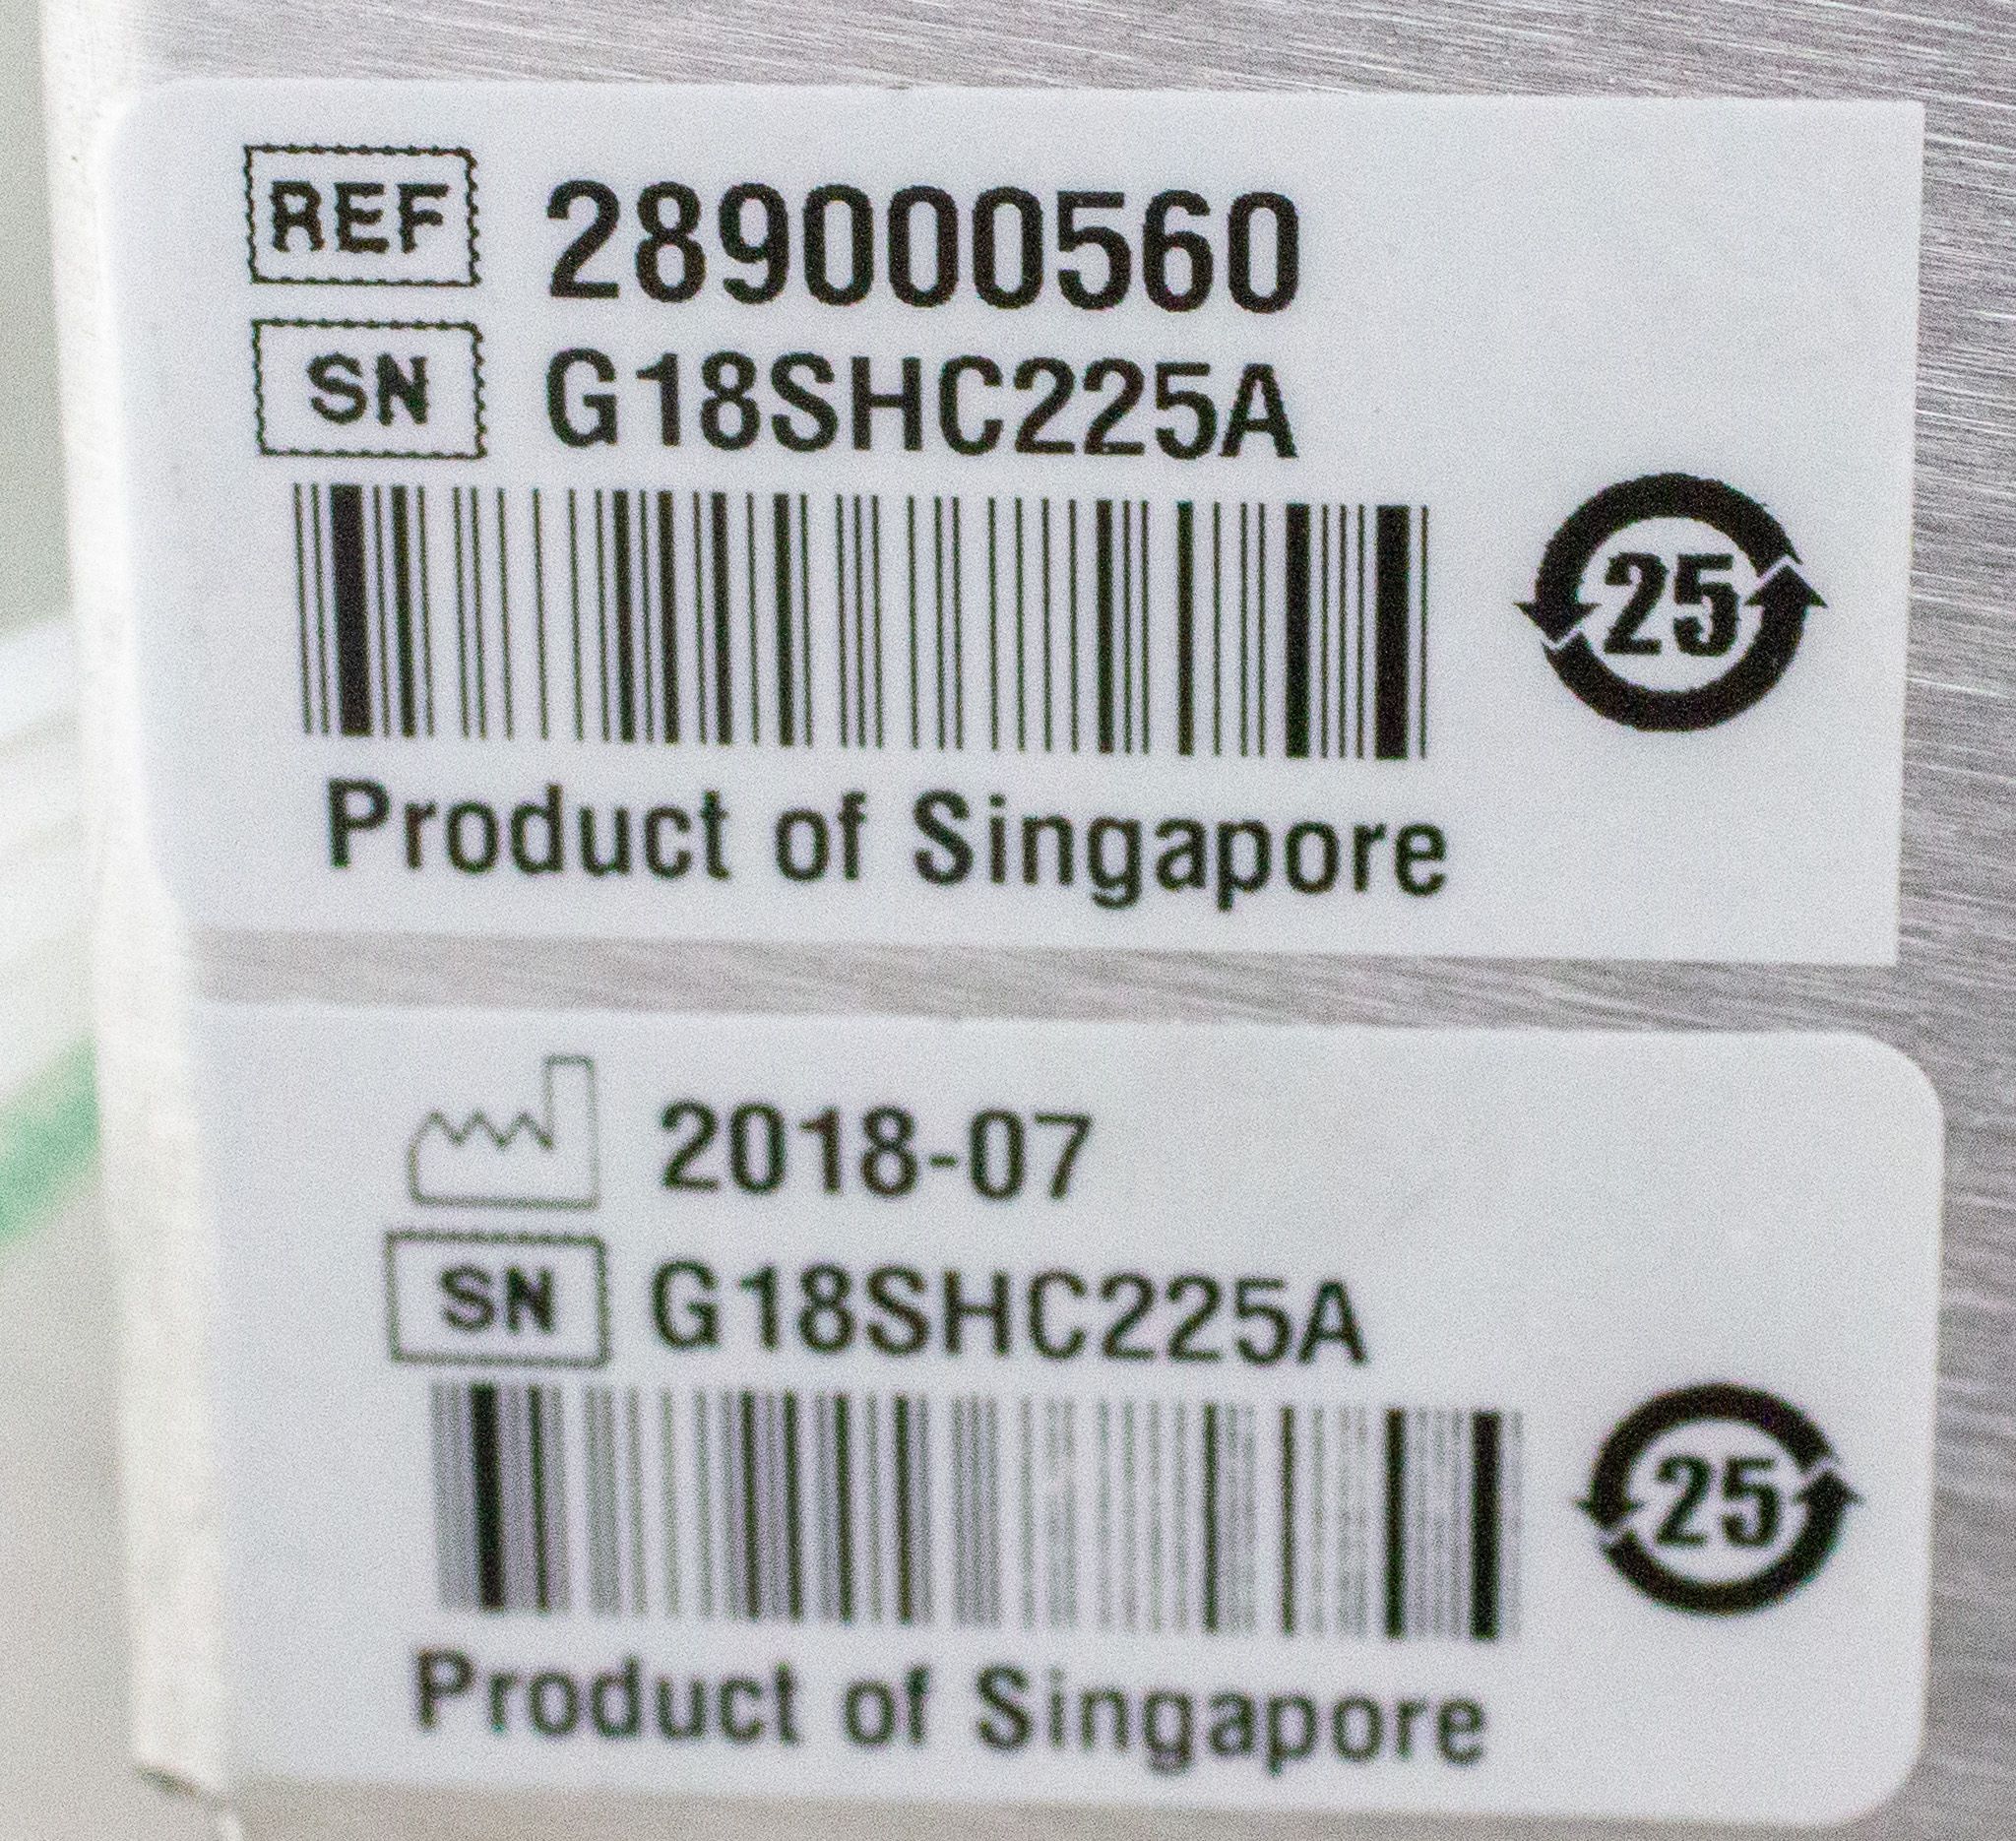 REF 289000560
SN G18SHC225A
25
Product of Singapore
2018-07
SN G18SHC225A
25
Product of Singapore